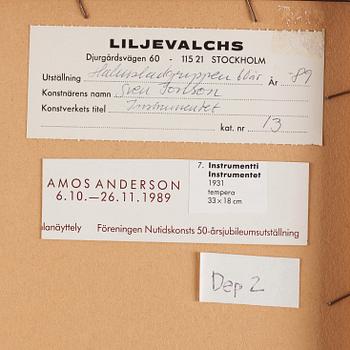 LILJEVALCHS
Djurgårdsvägen 60 - 115 21 STOCKHOLM
Utställning Halmstadgruppen blir År -89
Konstnärens namn Sven Jonson
Konstverkets titel Instrumentet
kat. nr 13
7. Instrumentti
Instrumentet
1931
tempera
33 × 18 cm
AMOS ANDERSON
6.10.—26.11.1989
Föreningen Nutidskonsts 50-årsjubileumsutställning
Dep 2